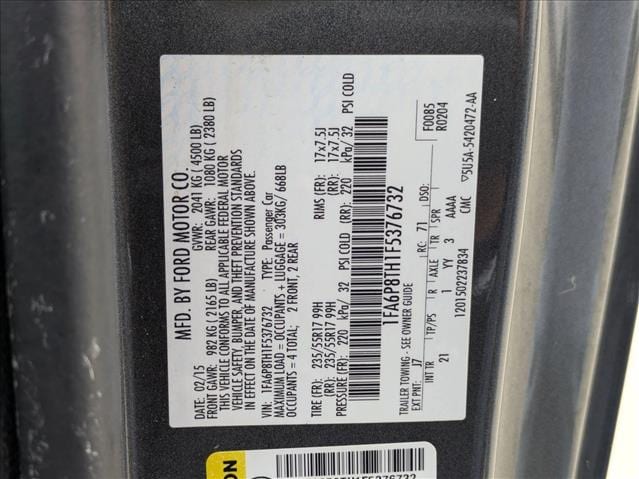 MFD. BY FORD MOTOR CO.
DATE: 02/15 GVWR: 2041 KG ( 4500 LB)
FRONT GAWR: 982 KG ( 2165 LB) REAR GAWR: 1080 KG ( 2380 LB)
THIS VEHICLE CONFORMS TO ALL APPLICABLE FEDERAL MOTOR
VEHICLE SAFETY, BUMPER, AND THEFT PREVENTION STANDARDS
IN EFFECT ON THE DATE OF MANUFACTURE SHOWN ABOVE.
VIN: 1FA6P8TH1F5376732 TYPE: Passenger Car
MAXIMUM LOAD = OCCUPANTS + LUGGAGE = 303KG/ 668LB
OCCUPANTS = 4 TOTAL: 2 FRONT, 2 REAR
TIRE (FR): 235/55R17 99H RIMS (FR): 17x7.5J
TIRE (RR): 235/55R17 99H (RR): 17x7.5J
PRESSURE (FR): 220 kPa/ 32 PSI COLD (RR): 220 kPa/ 32 PSI COLD
1FA6P8TH1F5376732
F0085
R0204
TRAILER TOWING - SEE OWNER GUIDE
EXT PNT: J7 RC: 71 DSO:
INT TR TP/PS R AXLE TR SPR
21 1 YY 3 AAAA
1201502237834 CMC ▽5U5A-5420472-AA
ON